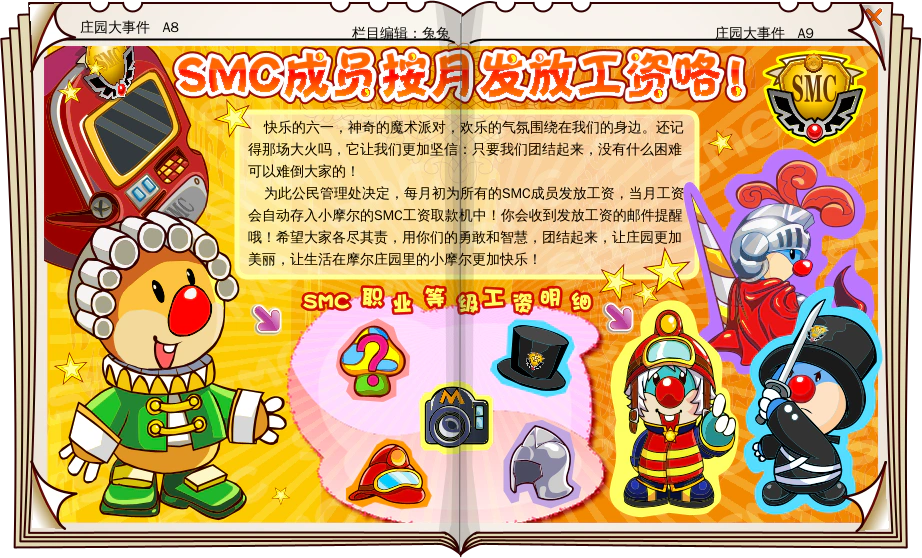 庄园大事件 A8
栏目编辑：兔兔
庄园大事件 A9
SMC成员按月发放工资咯！
SMC
SMC
SMC
快乐的六一，神奇的魔术派对，欢乐的气氛围绕在我们的身边。还记
得那场大火吗，它让我们更加坚信：只要我们团结起来，没有什么困难
可以难倒大家的！
为此公民管理处决定，每月初为所有的SMC成员发放工资，当月工资
会自动存入小摩尔的SMC工资取款机中！你会收到发放工资的邮件提醒
哦！希望大家各尽其责，用你们的勇敢和智慧，团结起来，让庄园更加
美丽，让生活在摩尔庄园里的小摩尔更加快乐！
SMC 职业等级工资明细
?
M